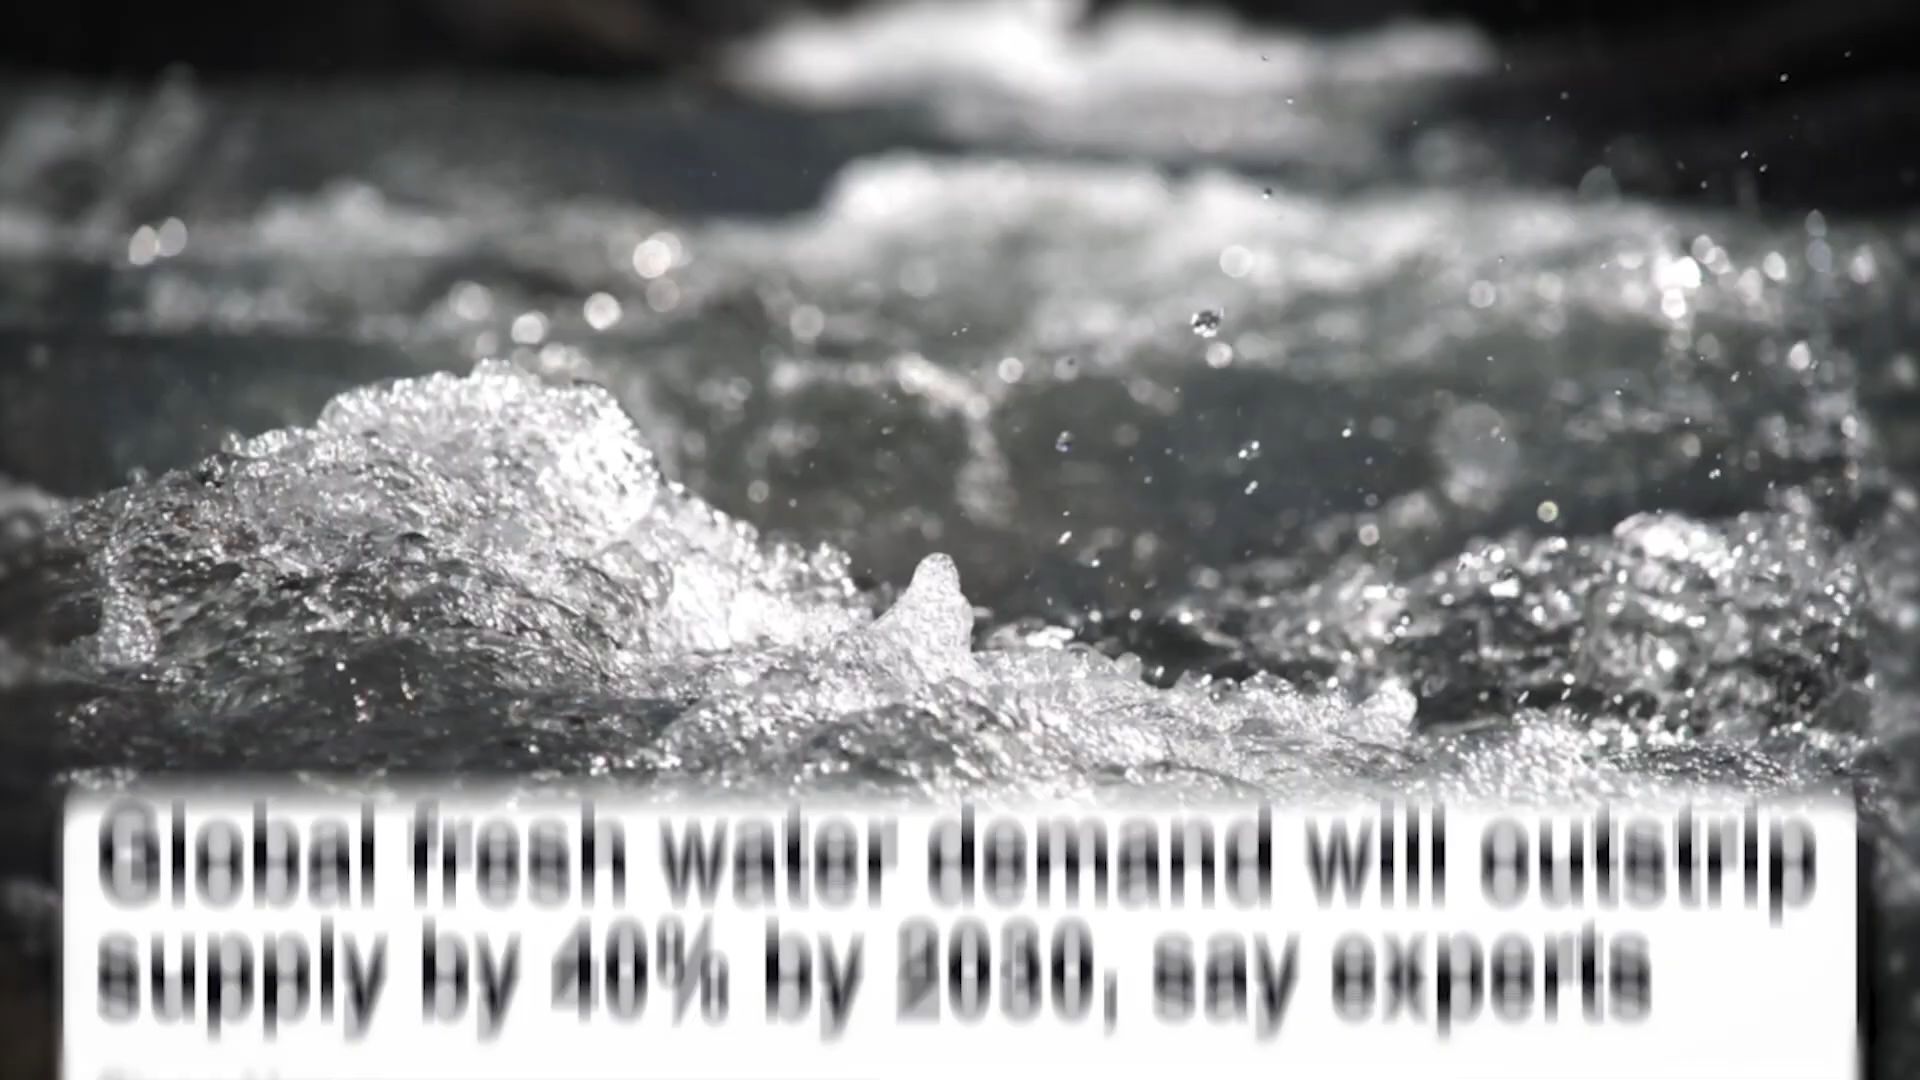 Global fresh water demand will outstrip
supply by 40% by 2030, say experts